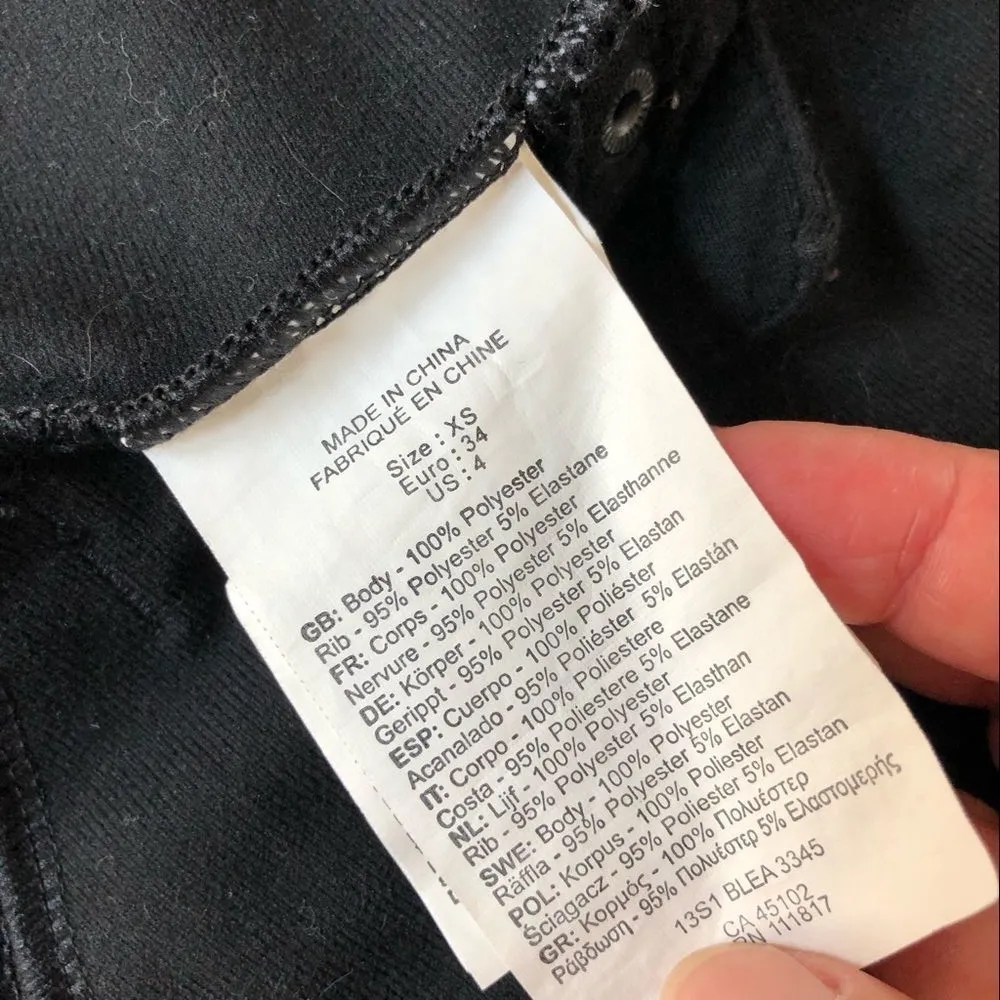 MADE IN CHINA
FABRIQUÉ EN CHINE
Size : XS
Euro : 34
US : 4
GB: Body - 100% Polyester
Rib - 95% Polyester 5% Elastane
FR: Corps - 100% Polyester
Nervure - 95% Polyester 5% Elasthanne
DE: Körper - 100% Polyester
Gerippt - 95% Polyester 5% Elastan
ESP: Cuerpo - 100% Poliéster
Acanalado - 95% Poliéster 5% Elastán
IT: Corpo - 100% Poliestere
Costa - 95% Poliestere 5% Elastane
NL: Lijf - 100% Polyester
Rib - 95% Polyester 5% Elasthan
SWE: Body - 100% Polyester
Räffla - 95% Polyester 5% Elastan
POL: Korpus - 100% Poliester
Ściagacz - 95% Poliester 5% Elastan
GR: Κορμός - 100% Πολυέστερ
Ράβδωση - 95% Πολυέστερ 5% Ελαστομερής
13S1 BLEA 3345
CA 45102
RN 111817